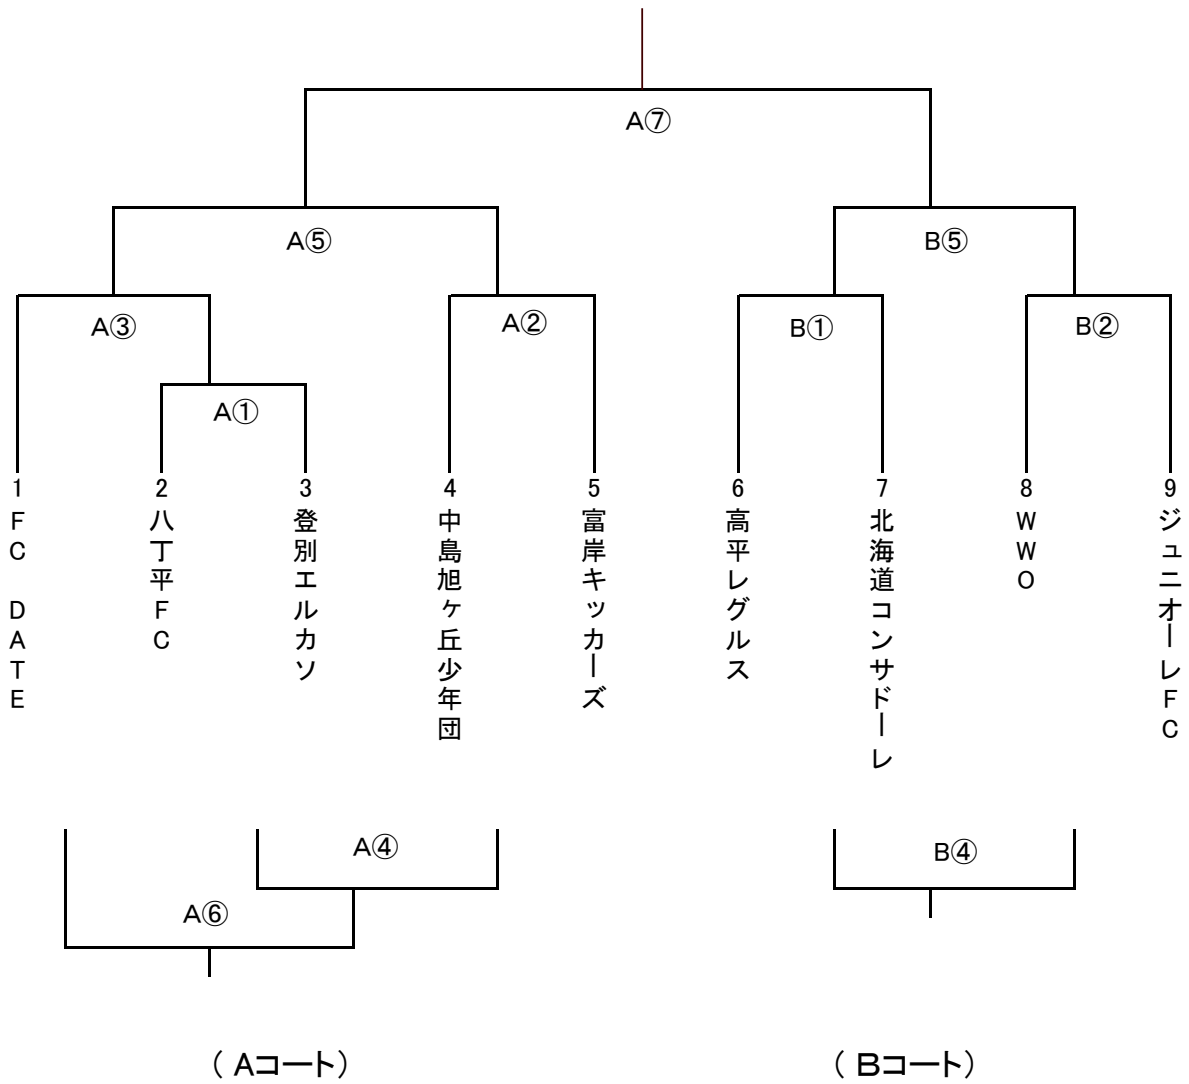 A⑦
A⑤
B⑤
A③
A②
B①
B②
A①
1
FC DATE
2
八丁平FC
3
登別エルカソ
4
中島旭ヶ丘少年団
5
富岸キッカーズ
6
高平レグルス
7
北海道コンサドーレ
8
WWO
9
ジュニオーレFC
A④
B④
A⑥
（ Aコート）
（ Bコート）